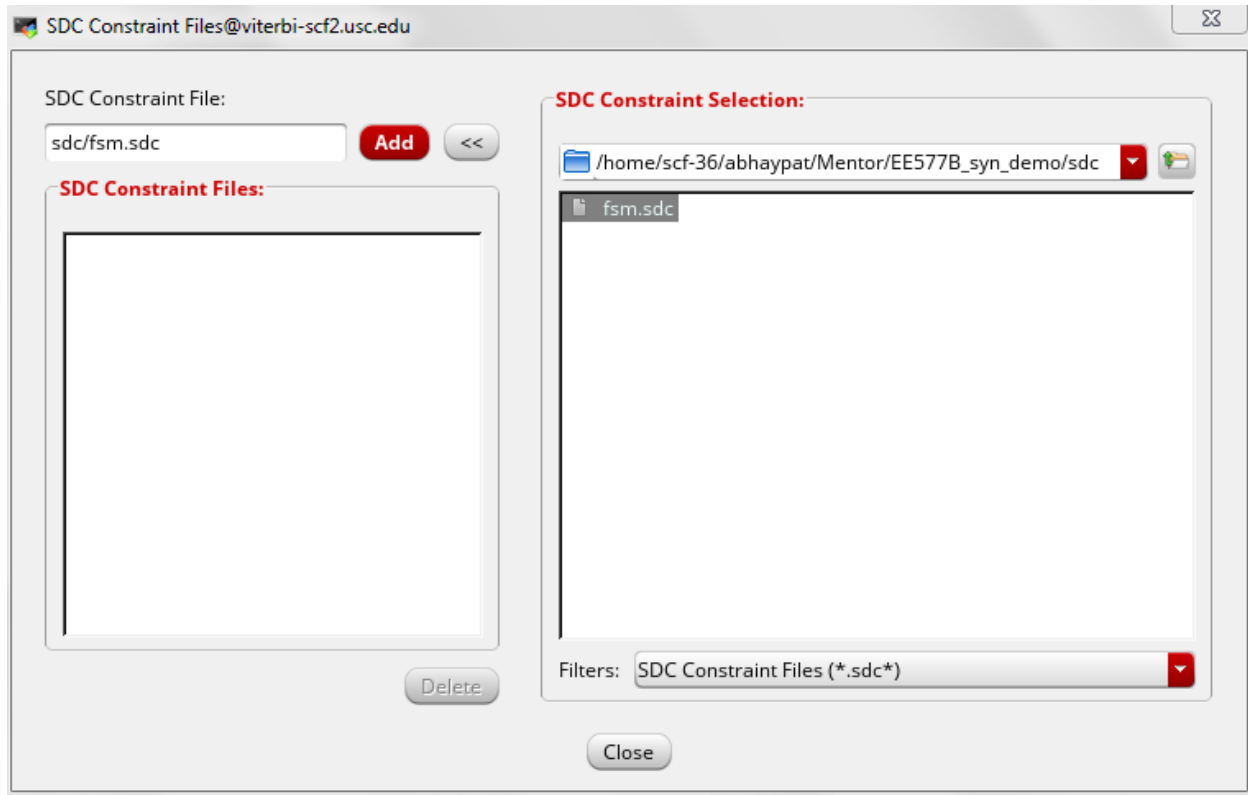 SDC Constraint Files@viterbi-scf2.usc.edu
SDC Constraint File:
sdc/fsm.sdc
Add
<<
SDC Constraint Files:
Delete
SDC Constraint Selection:
/home/scf-36/abhaypat/Mentor/EE577B_syn_demo/sdc
fsm.sdc
Filters:
SDC Constraint Files (*.sdc*)
Close